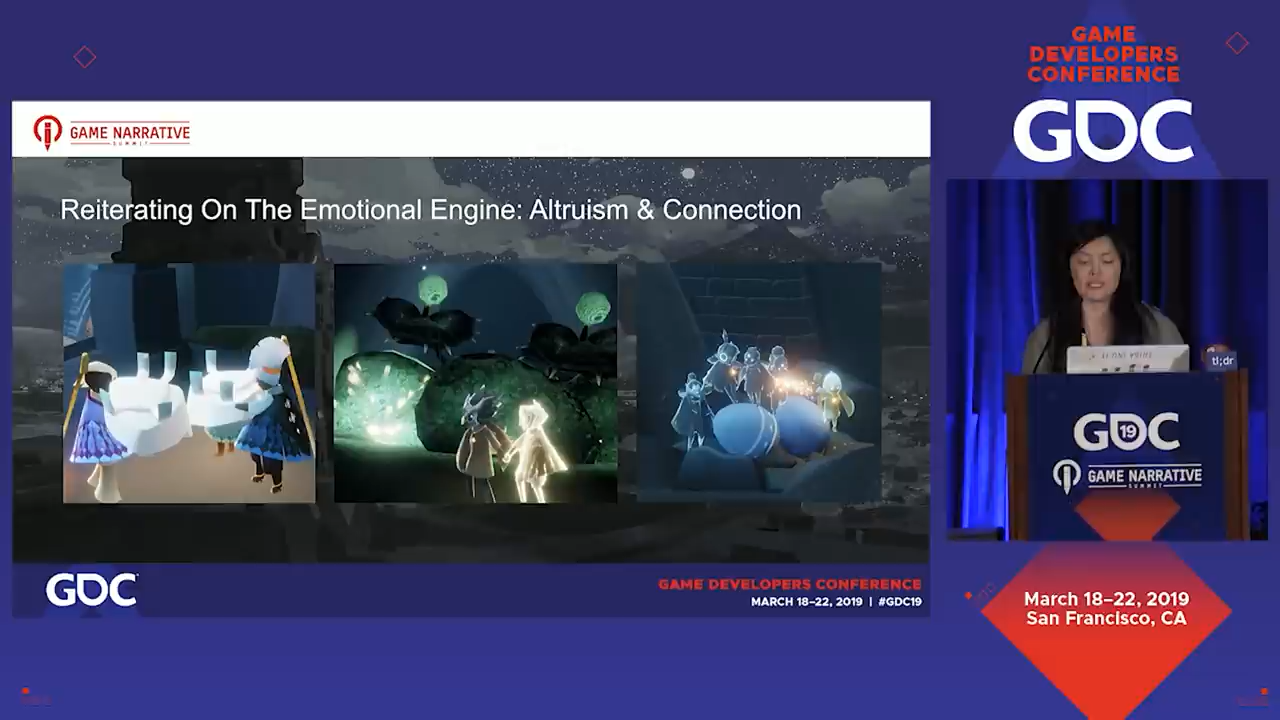 GAME
DEVELOPERS
CONFERENCE
GDC
GAME NARRATIVE
SUMMIT
Reiterating On The Emotional Engine: Altruism & Connection
tl;dr
GDC
19
GAME NARRATIVE
SUMMIT
GDC
GAME DEVELOPERS CONFERENCE
MARCH 18-22, 2019 | #GDC19
March 18–22, 2019
San Francisco, CA